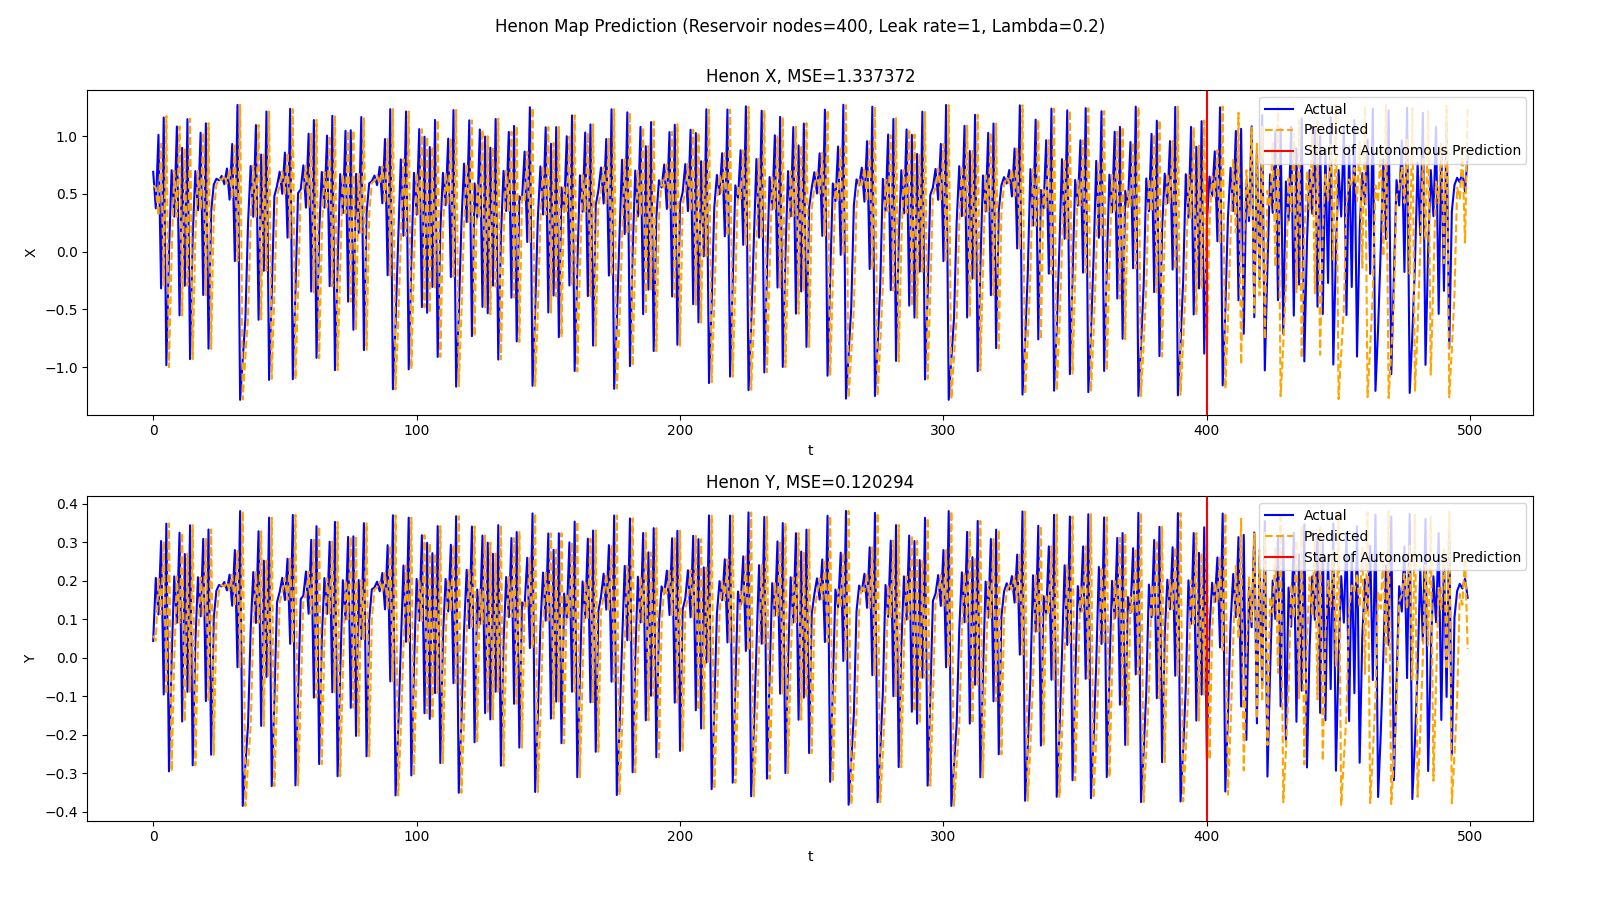 Henon Map Prediction (Reservoir nodes=400, Leak rate=1, Lambda=0.2)
Henon X, MSE=1.337372
Actual
Predicted
Start of Autonomous Prediction
1.0
0.5
0.0
−0.5
−1.0
X
0 100 200 300 400 500
t
Henon Y, MSE=0.120294
Actual
Predicted
Start of Autonomous Prediction
0.4
0.3
0.2
0.1
0.0
−0.1
−0.2
−0.3
−0.4
Y
0 100 200 300 400 500
t